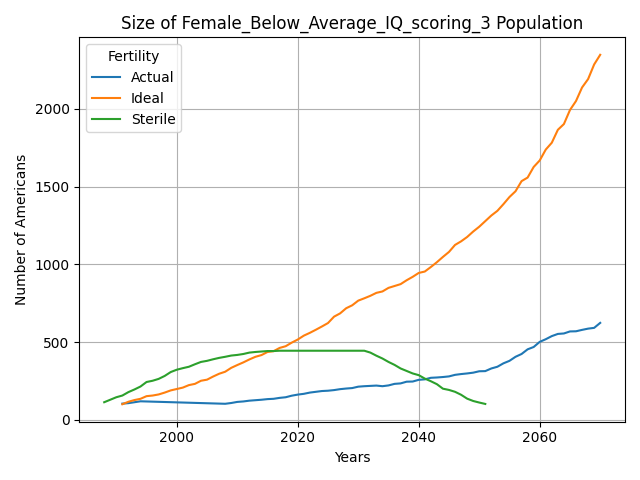 Size of Female_Below_Average_IQ_scoring_3 Population
Fertility
Actual
Ideal
Sterile
Number of Americans
2000
1500
1000
500
0
2000 2020 2040 2060
Years